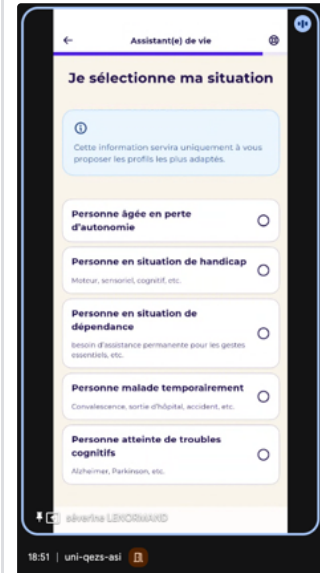 Assistant(e) de vie
Je sélectionne ma situation
Cette information servira uniquement à vous
proposer les profils les plus adaptés.
Personne âgée en perte
d'autonomie
Personne en situation de handicap
Moteur, sensoriel, cognitif, etc.
Personne en situation de
dépendance
Besoin d'assistance permanente pour les gestes
essentiels, etc.
Personne malade temporairement
Convalescence, sortie d'hôpital, accident, etc.
Personne atteinte de troubles
cognitifs
Alzheimer, Parkinson, etc.
séverine LENORMAND
18:51 | uni-qezs-asi